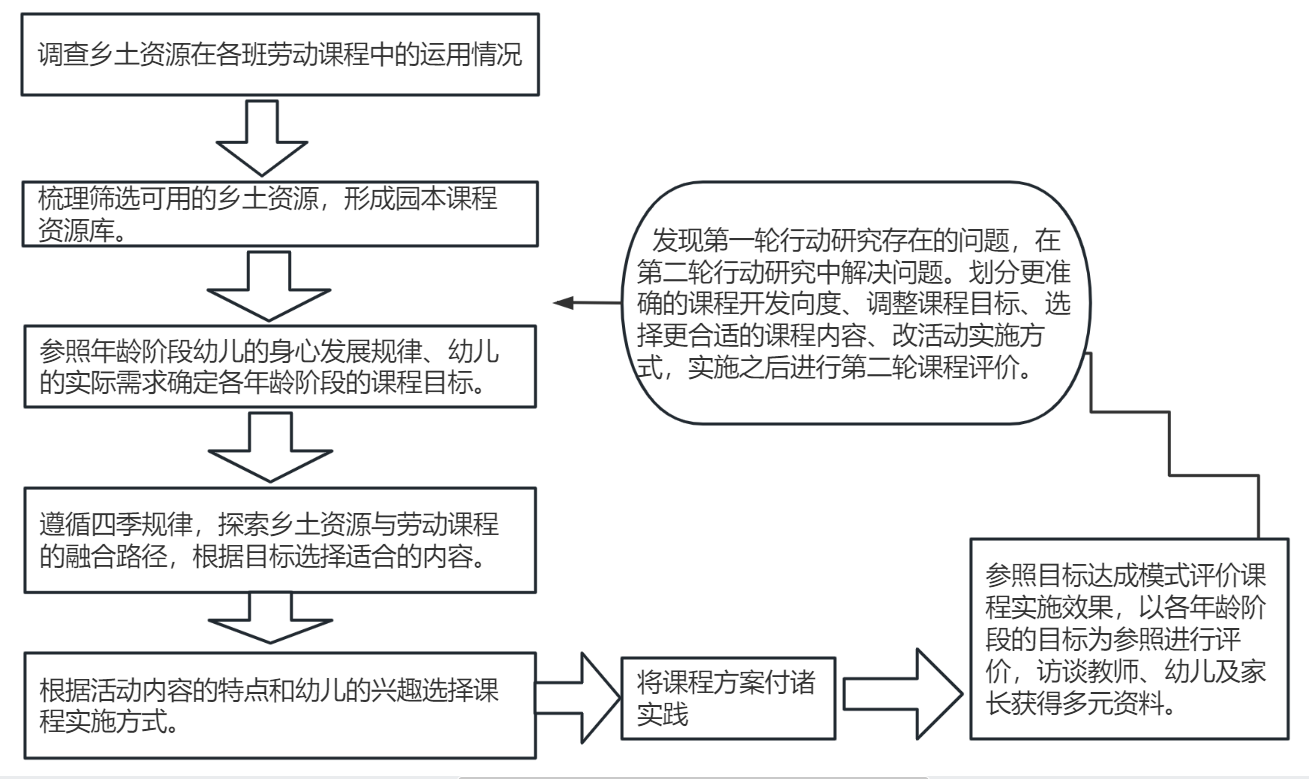 调查乡土资源在各班劳动课程中的运用情况
梳理筛选可用的乡土资源，形成园本课程
资源库。
参照年龄阶段幼儿的身心发展规律、幼儿
的实际需求确定各年龄阶段的课程目标。
遵循四季规律，探索乡土资源与劳动课程
的融合路径，根据目标选择适合的内容。
根据活动内容的特点和幼儿的兴趣选择课
程实施方式。
将课程方案付诸
实践
参照目标达成模式评价课
程实施效果，以各年龄阶
段的目标为参照进行评
价，访谈教师、幼儿及家
长获得多元资料。
发现第一轮行动研究存在的问题，在
第二轮行动研究中解决问题。划分更准
确的课程开发向度、调整课程目标、选
择更合适的课程内容、改活动实施方
式，实施之后进行第二轮课程评价。